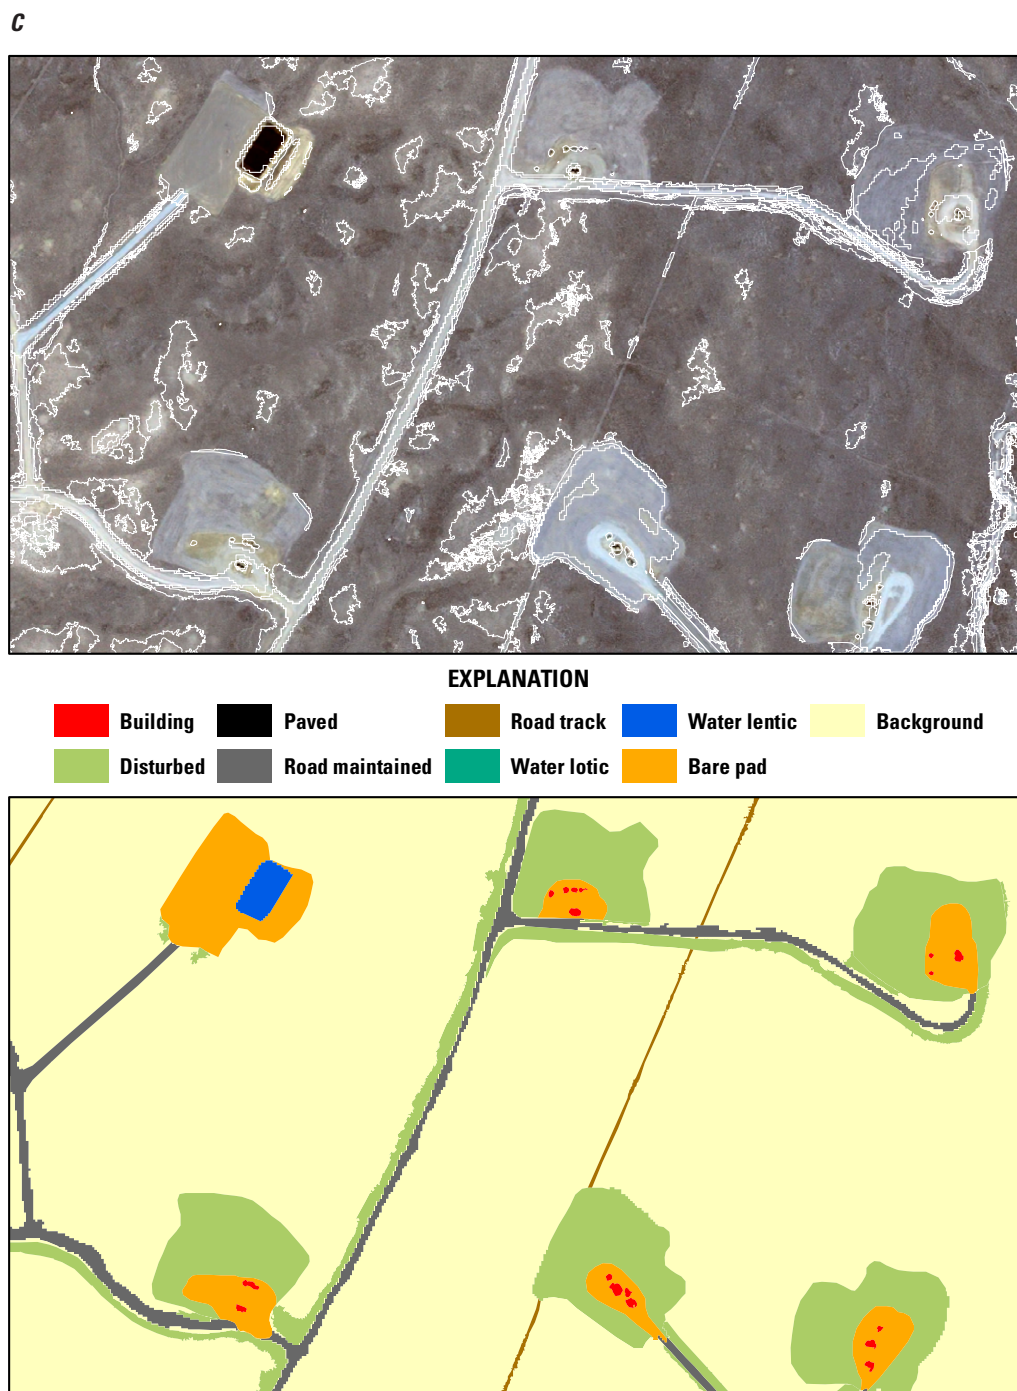 C
EXPLANATION
Building Paved Road track Water lentic Background
Disturbed Road maintained Water lotic Bare pad